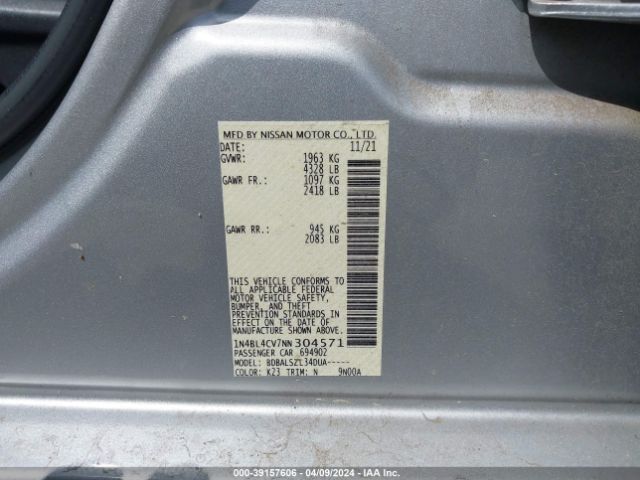 MFD BY NISSAN MOTOR CO., LTD.
DATE: 11/21
GVWR: 1963 KG
4328 LB
GAWR FR.: 1097 KG
2418 LB
GAWR RR.: 945 KG
2083 LB
THIS VEHICLE CONFORMS TO
ALL APPLICABLE FEDERAL
MOTOR VEHICLE SAFETY,
BUMPER, AND THEFT
PREVENTION STANDARDS IN
EFFECT ON THE DATE OF
MANUFACTURE SHOWN ABOVE.
1N4BL4CV7NN304571
PASSENGER CAR 694902
MODEL: BDBALSZL34DUA-----
COLOR: K23 TRIM: N 9N00A
000-39157606 / 04/09/2024 - IAA